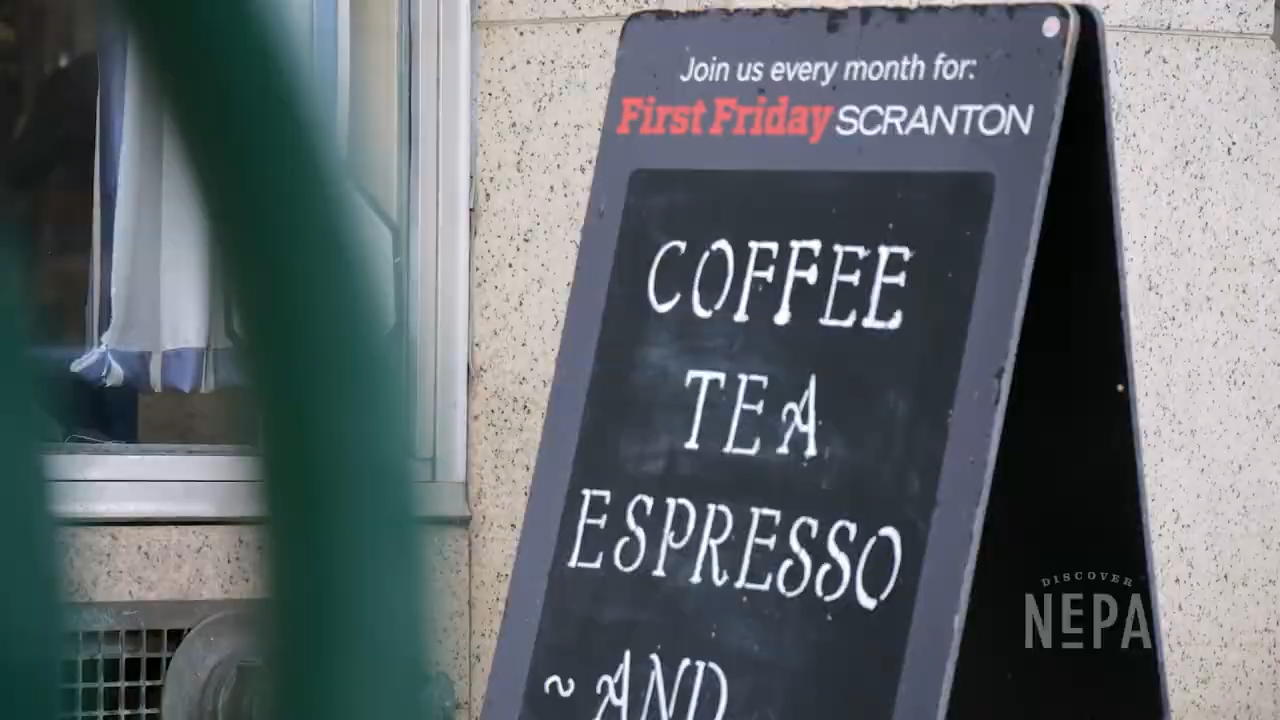 Join us every month for:
First Friday SCRANTON
COFFEE
TEA
ESPRESSO
~ AND
DISCOVER
NEPA